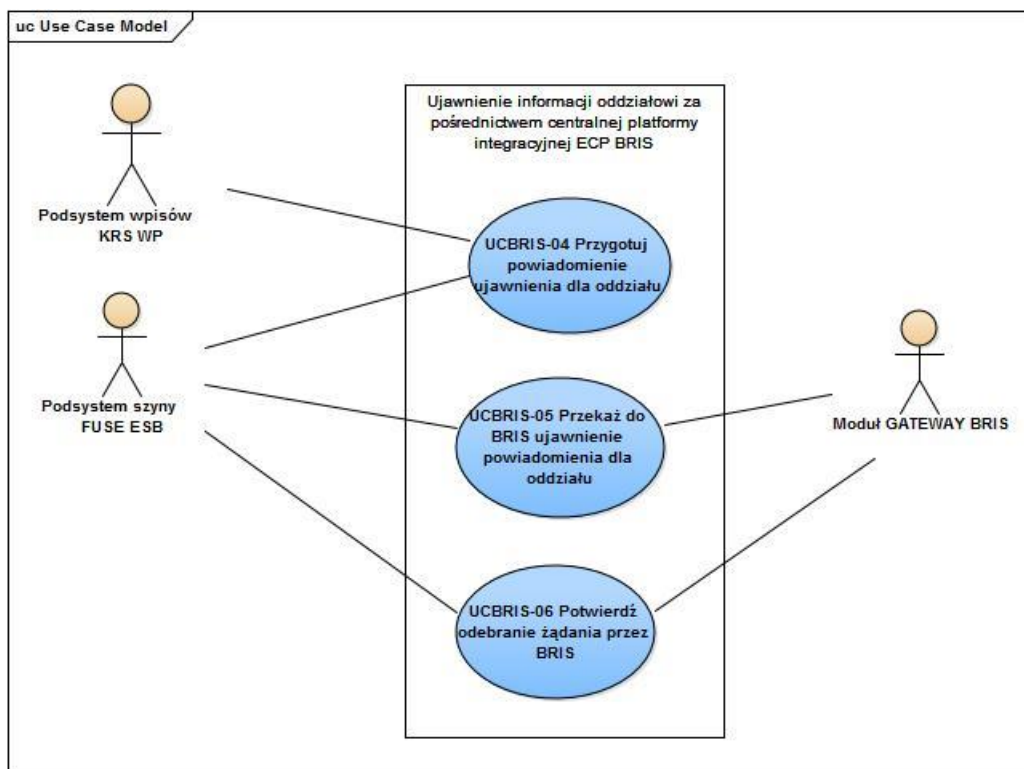 uc Use Case Model
Ujawnienie informacji oddziałowi za
pośrednictwem centralnej platformy
integracyjnej ECP BRIS
Podsystem wpisów
KRS WP
UCBRIS-04 Przygotuj
powiadomienie
ujawnienia dla oddziału
Podsystem szyny
FUSE ESB
UCBRIS-05 Przekaż do
BRIS ujawnienie
powiadomienia dla
oddziału
Moduł GATEWAY BRIS
UCBRIS-06 Potwierdź
odebranie żądania przez
BRIS